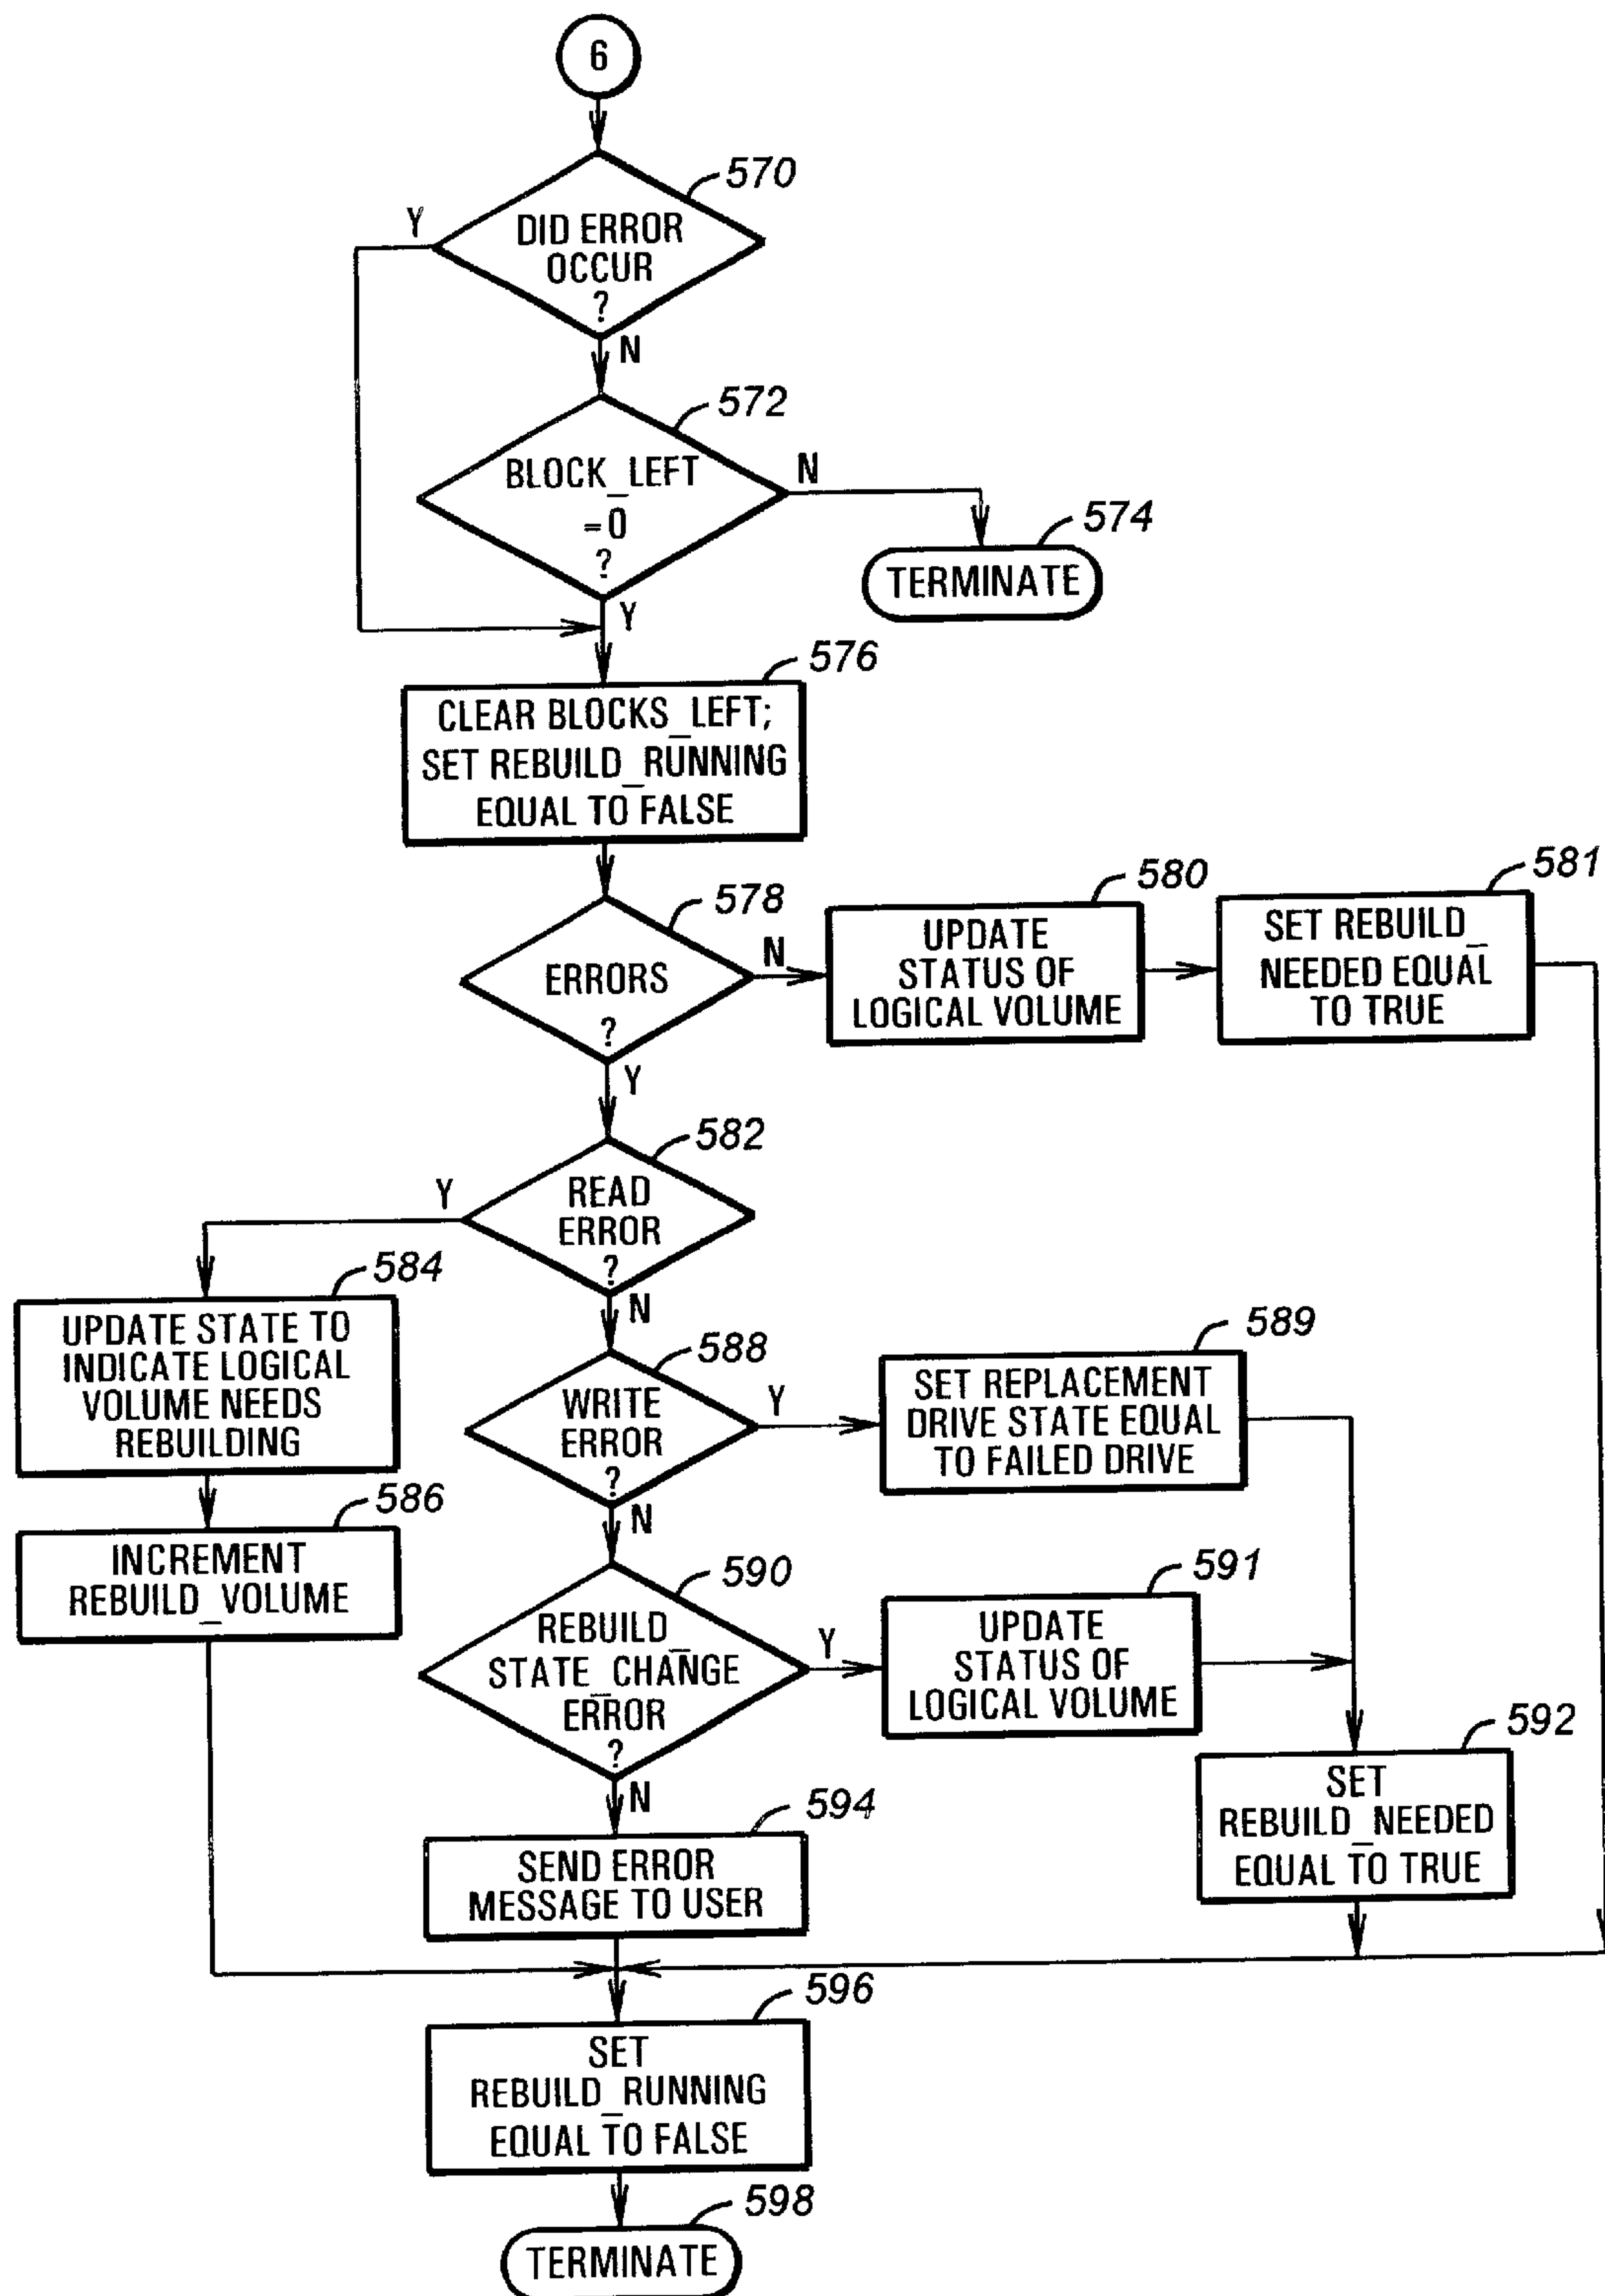 6
570
Y
DID ERROR
OCCUR
?
N
572
BLOCK_LEFT
=0
?
N
574
TERMINATE
Y
576
CLEAR BLOCKS_LEFT;
SET REBUILD_RUNNING
EQUAL TO FALSE
578
ERRORS
?
N
580
UPDATE
STATUS OF
LOGICAL VOLUME
581
SET REBUILD_
NEEDED EQUAL
TO TRUE
Y
582
READ
ERROR
?
Y
584
UPDATE STATE TO
INDICATE LOGICAL
VOLUME NEEDS
REBUILDING
586
INCREMENT
REBUILD_VOLUME
N
588
WRITE
ERROR
?
Y
589
SET REPLACEMENT
DRIVE STATE EQUAL
TO FAILED DRIVE
N
590
REBUILD_
STATE_CHANGE
ERROR
?
Y
591
UPDATE
STATUS OF
LOGICAL VOLUME
592
SET
REBUILD_NEEDED
EQUAL TO TRUE
N
594
SEND ERROR
MESSAGE TO USER
596
SET
REBUILD_RUNNING
EQUAL TO FALSE
598
TERMINATE